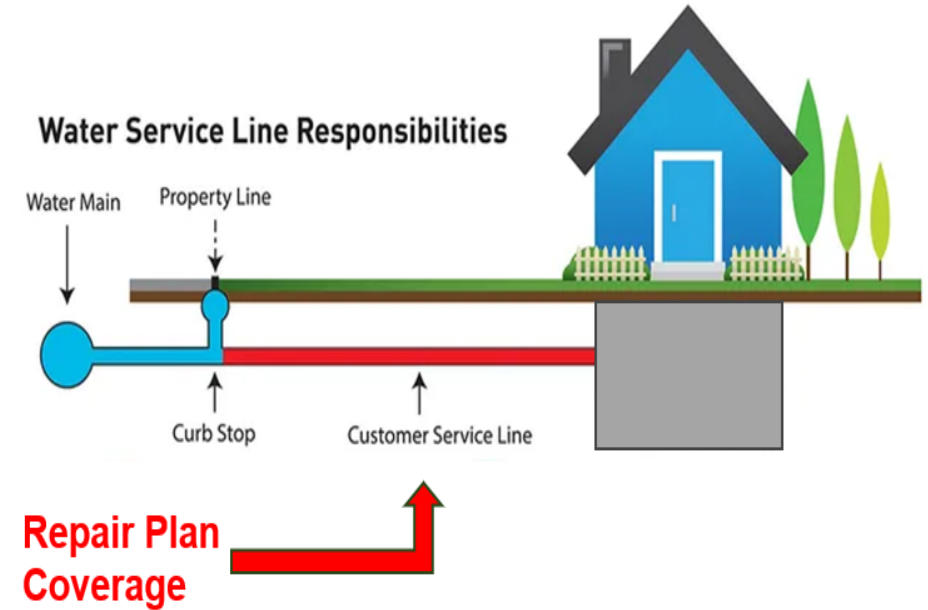 Water Service Line Responsibilities
Water Main
Property Line
Curb Stop
Customer Service Line
Repair Plan
Coverage